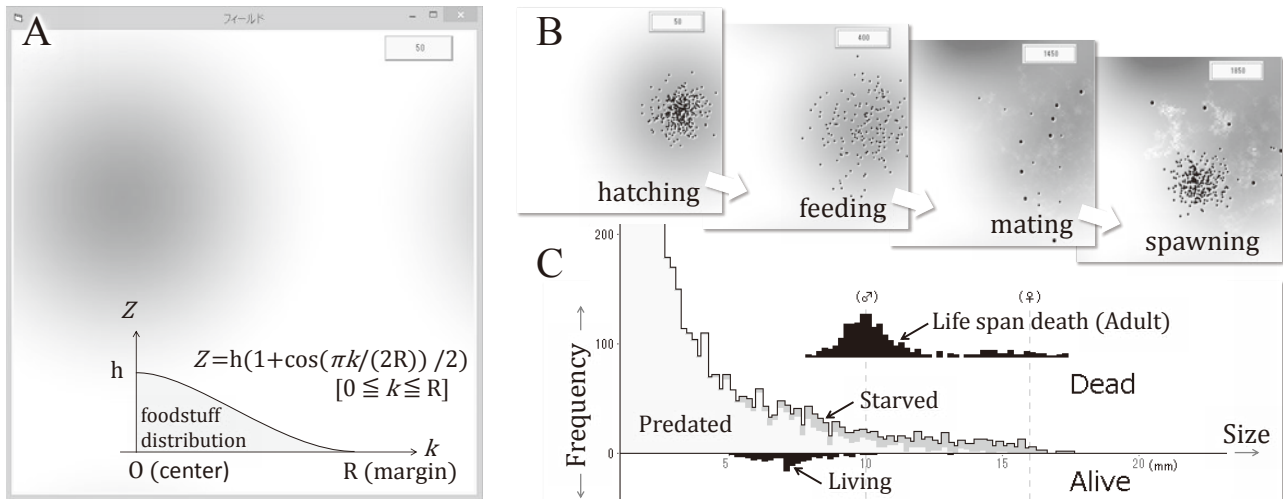 A
フィールド
50
Z
h
Z=h(1+cos(πk/(2R)) /2)
[0 ≦ k≦ R]
foodstuff
distribution
k
O (center)
R (margin)
B
50
hatching
400
feeding
1450
mating
1650
spawning
C
200
100
0
Frequency
(♂)
(♀)
Life span death (Adult)
Dead
Starved
Predated
Size
5
10
15
20
(mm)
Living
Alive